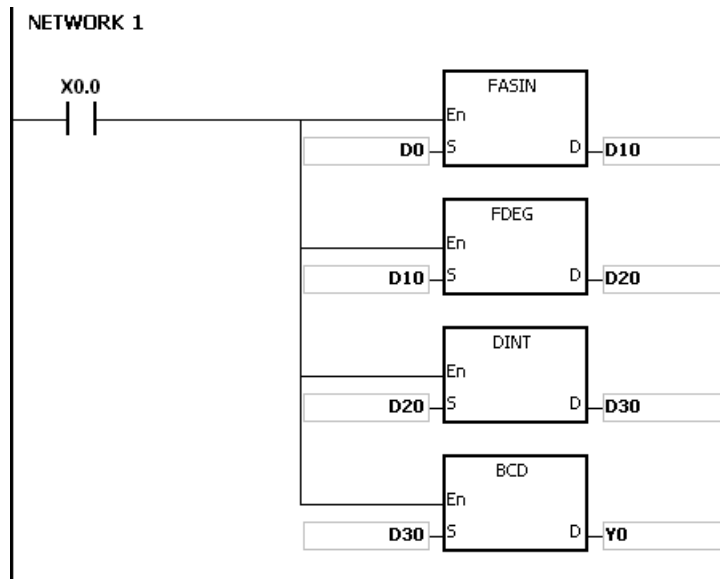 NETWORK 1
X0.0
FASIN
En
D0 S D D10
FDEG
En
D10 S D D20
DINT
En
D20 S D D30
BCD
En
D30 S D Y0